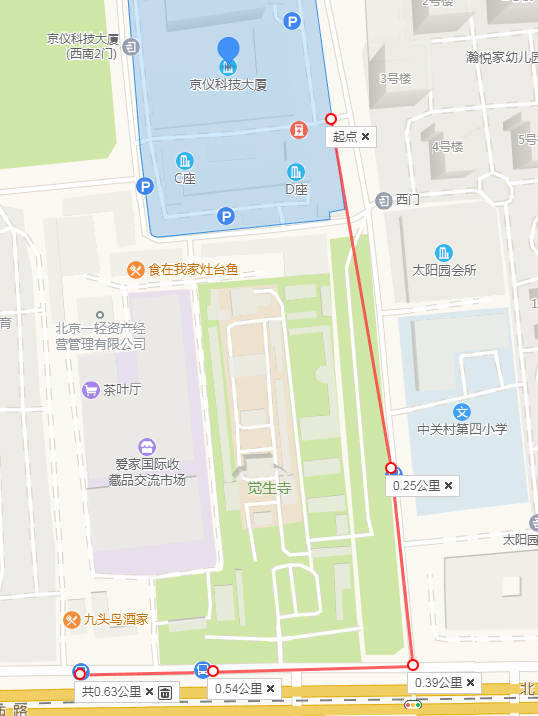 2号楼
京仪科技大厦
(西南2门)
瀚悦家幼儿园
京仪科技大厦
3号楼
起点
5号
4号楼
C座
D座
西门
食在我家灶台鱼
太阳园会所
育
北京一轻资产经
营管理有限公司
1
茶叶厅
文
中关村第四小学
爱家国际收
藏品交流市场
觉生寺
0.25公里
太阳园
九头鸟酒家
共0.63公里
0.54公里
0.39公里
北
路
P
P
P